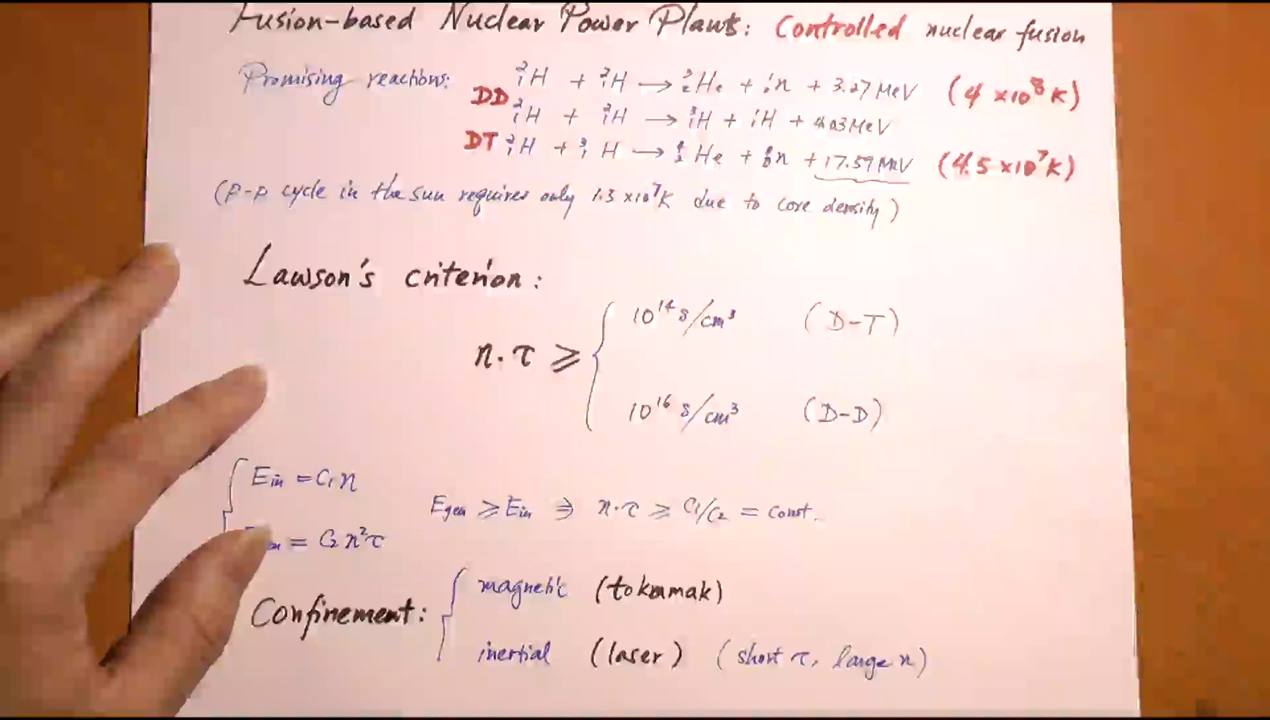 Fusion-based Nuclear Power Plants: Controlled nuclear fusion
Promising reactions: ²₁H + ²₁H → ³₂He + ¹₀n + 3.27 MeV (4 × 10⁸ K)
DD ²₁H + ²₁H → ³₁H + ¹₁H + 4.03 MeV
DT ²₁H + ³₁H → ⁴₂He + ¹₀n + 17.59 MeV (4.5 × 10⁷ K)
(P-P cycle in the sun requires only 1.5 × 10⁷ K due to core density)
Lawson's criterion:
n·τ ≥ { 10¹⁴ s/cm³ (D-T)
10¹⁶ s/cm³ (D-D)
{ Ein = C₁n
Egen ≥ Ein ⇒ n·τ ≥ C₁/C₂ = const.
= C₂n²τ
Confinement: { magnetic (tokamak)
inertial (laser) (short τ, large n)